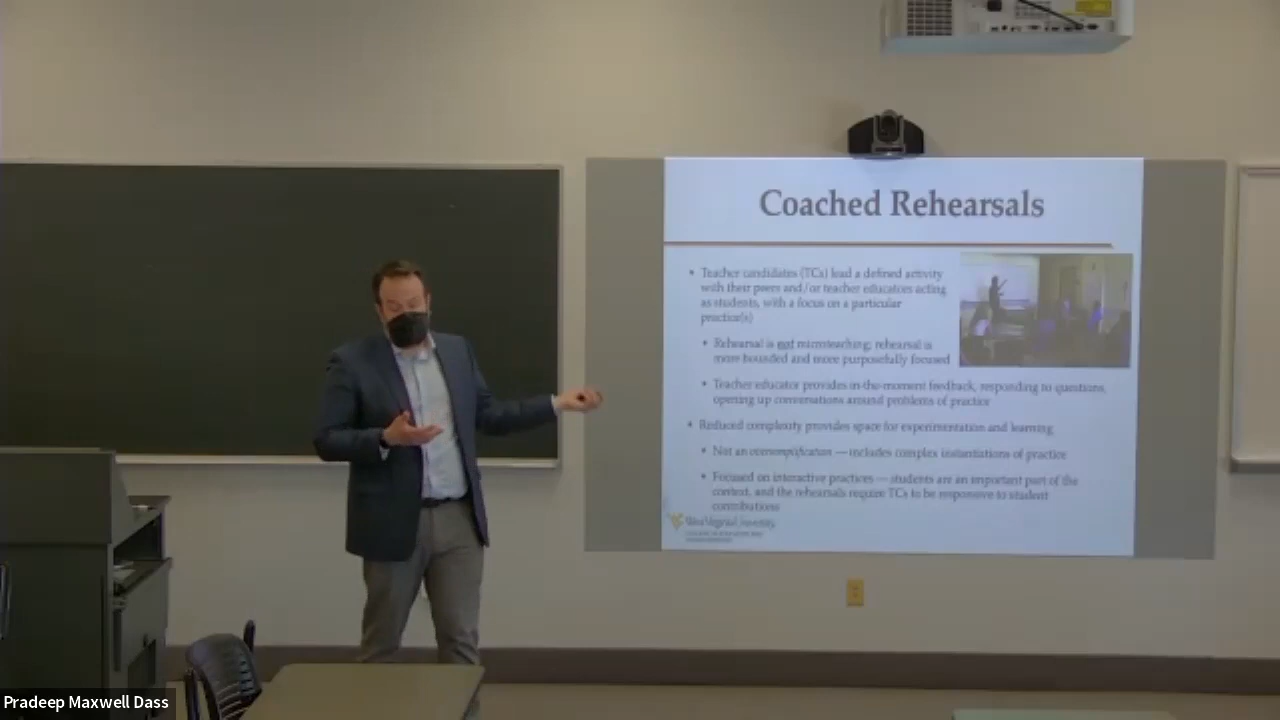 Coached Rehearsals
• Teacher candidates (TCs) lead a defined activity
with their peers and/or teacher educators acting
as students, with a focus on a particular
practice(s)
• Rehearsal is not microteaching; rehearsal is
more bounded and more purposefully focused
• Teacher educator provides in-the-moment feedback, responding to questions,
opening up conversations around problems of practice
• Reduced complexity provides space for experimentation and learning
• Not an oversimplification — includes complex instantiations of practice
• Focused on interactive practices — students are an important part of the
context, and the rehearsals require TCs to be responsive to student
contributions
West Virginia University
Pradeep Maxwell Dass